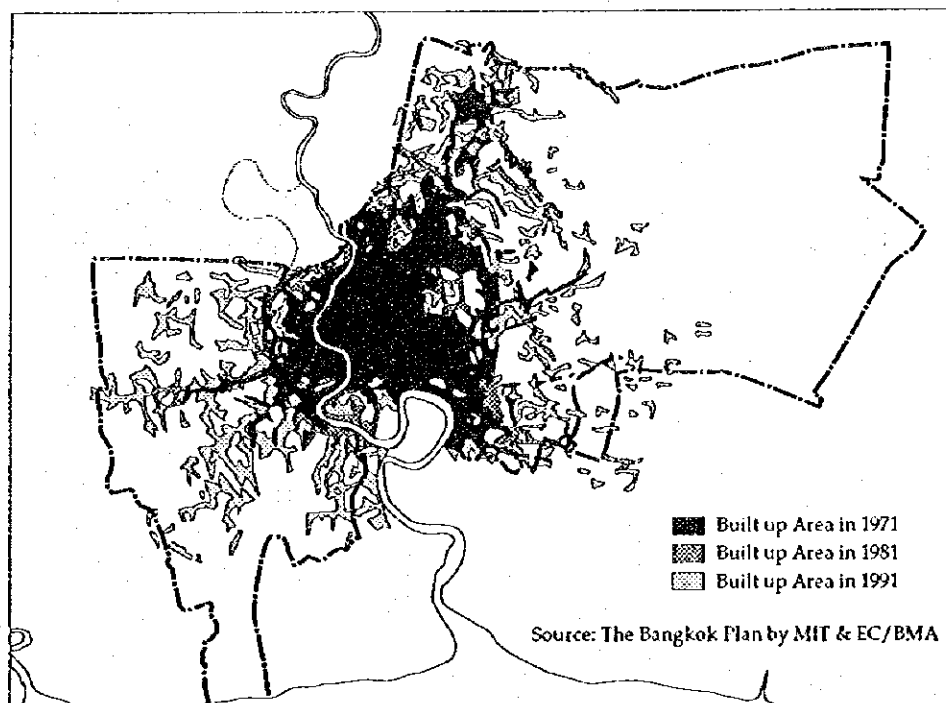 Built up Area in 1971
Built up Area in 1981
Built up Area in 1991
Source: The Bangkok Plan by MIT & EC/BMA